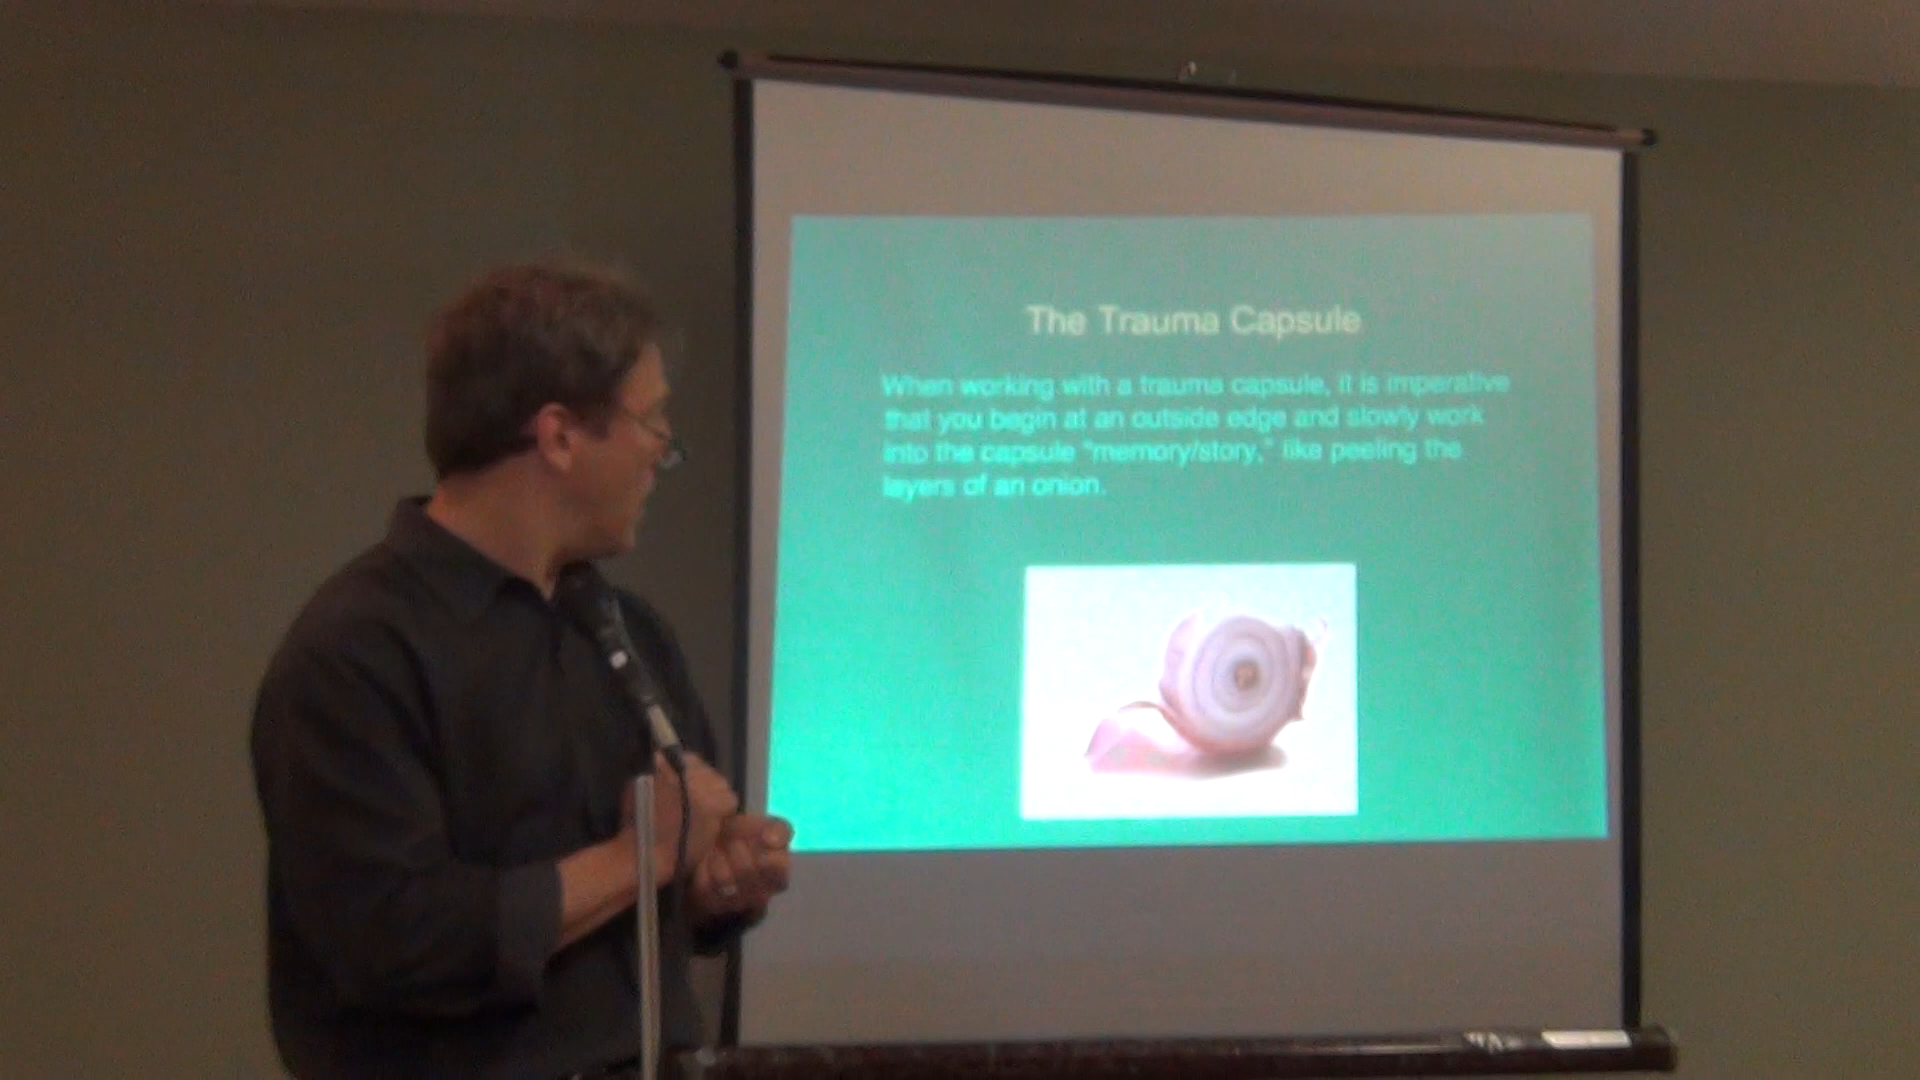 The Trauma Capsule
When working with a trauma capsule, it is imperative
that you begin at an outside edge and slowly work
into the capsule "memory/story," like peeling the
layers of an onion.